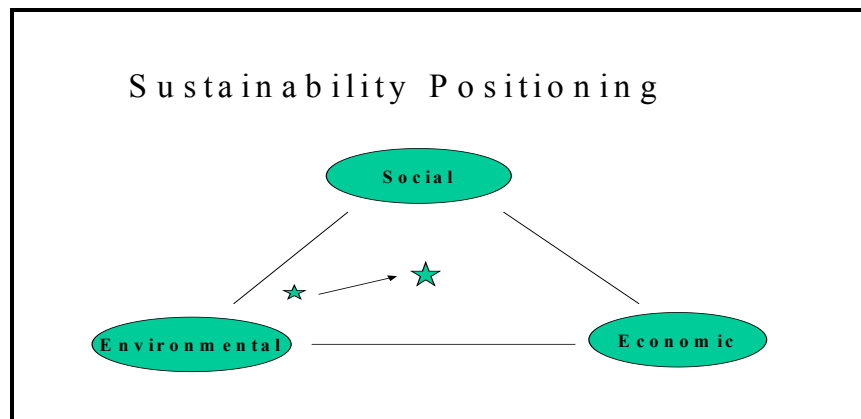 Sustainability Positioning
Social
Environmental
Economic